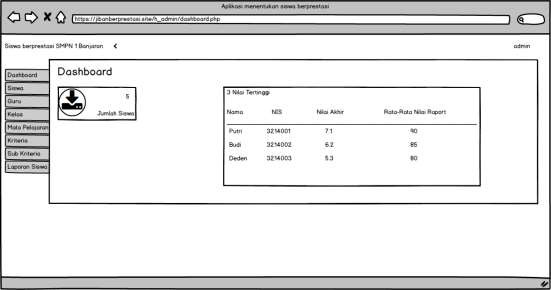 Aplikasi menentukan siswa berprestasi
https://jibanberprestasi.site/h_admin/dashboard.php
Siswa berprestasi SMPN 1 Banjaran
admin
Dashboard
Siswa
Guru
Kelas
Mata Pelajaran
Kriteria
Sub Kriteria
Laporan Siswa
Dashboard
5
Jumlah Siswa
3 Nilai Tertinggi
Nama NIS Nilai Akhir Rata-Rata Nilai Raport
Putri 3214001 7.1 90
Budi 3214002 6.2 85
Deden 3214003 5.3 80